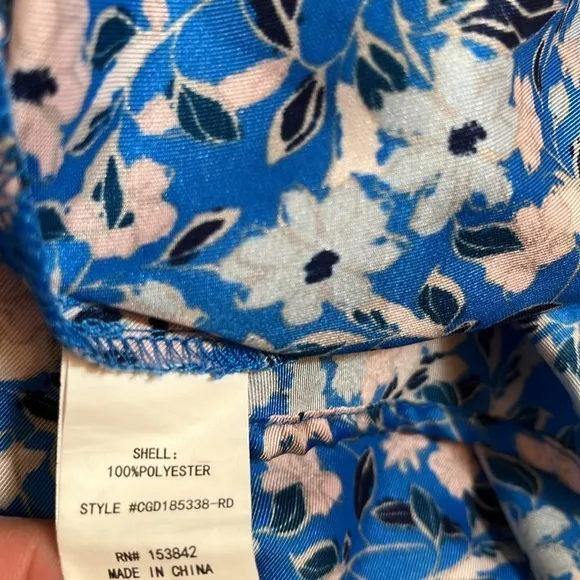 SHELL:
100%POLYESTER
STYLE #CGD185338-RD
RN# 153842
MADE IN CHINA